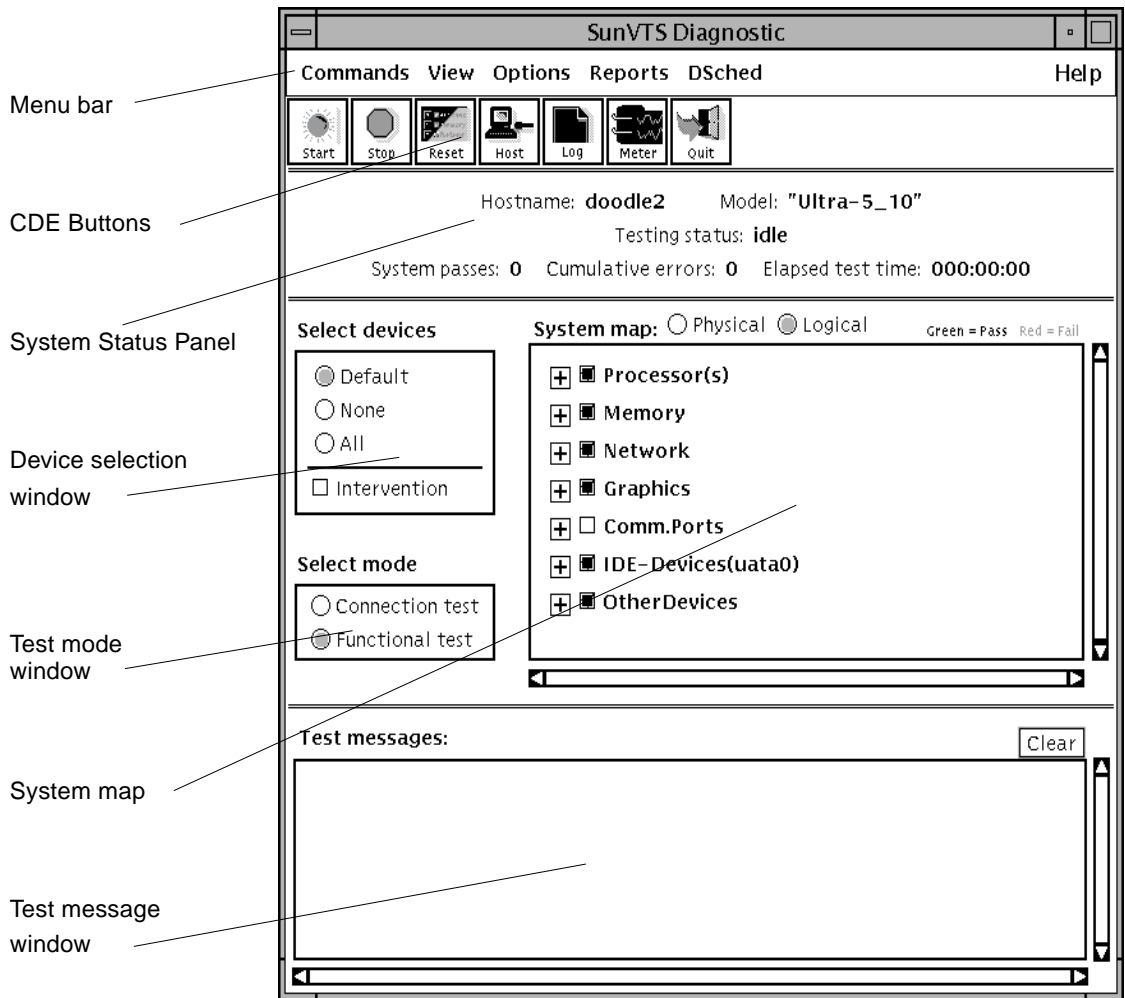 SunVTS Diagnostic
Commands View Options Reports DSched Help
Menu bar
Start Stop Reset Host Log Meter Quit
CDE Buttons
Hostname: doodle2 Model: "Ultra-5_10"
Testing status: idle
System passes: 0 Cumulative errors: 0 Elapsed test time: 000:00:00
System Status Panel
Select devices
Default
None
All
Intervention
Device selection
window
System map: Physical Logical Green = Pass Red = Fail
Processor(s)
Memory
Network
Graphics
Comm.Ports
IDE-Devices(uata0)
OtherDevices
Select mode
Connection test
Functional test
Test mode
window
System map
Test messages: Clear
Test message
window